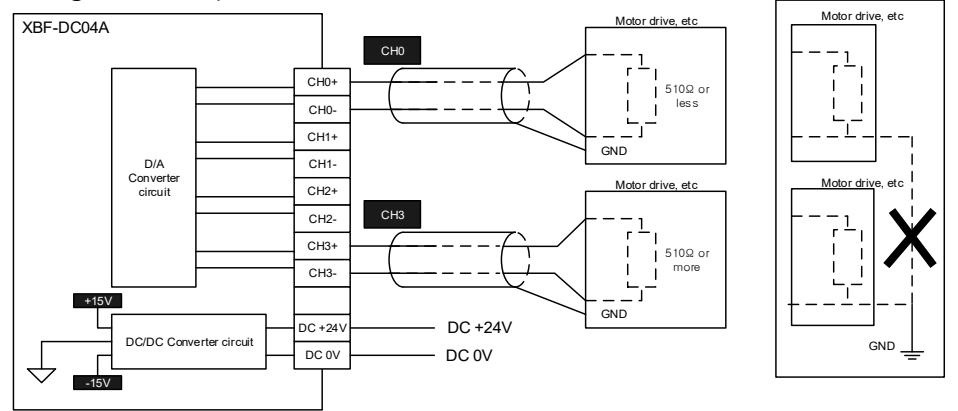 XBF-DC04A
D/A
Converter
circuit
+15V
DC/DC Converter circuit
-15V
CH0+
CH0-
CH1+
CH1-
CH2+
CH2-
CH3+
CH3-
DC +24V
DC 0V
DC +24V
DC 0V
CH0
Motor drive, etc
510Ω or
less
GND
CH3
Motor drive, etc
510Ω or
more
GND
Motor drive, etc
Motor drive, etc
GND